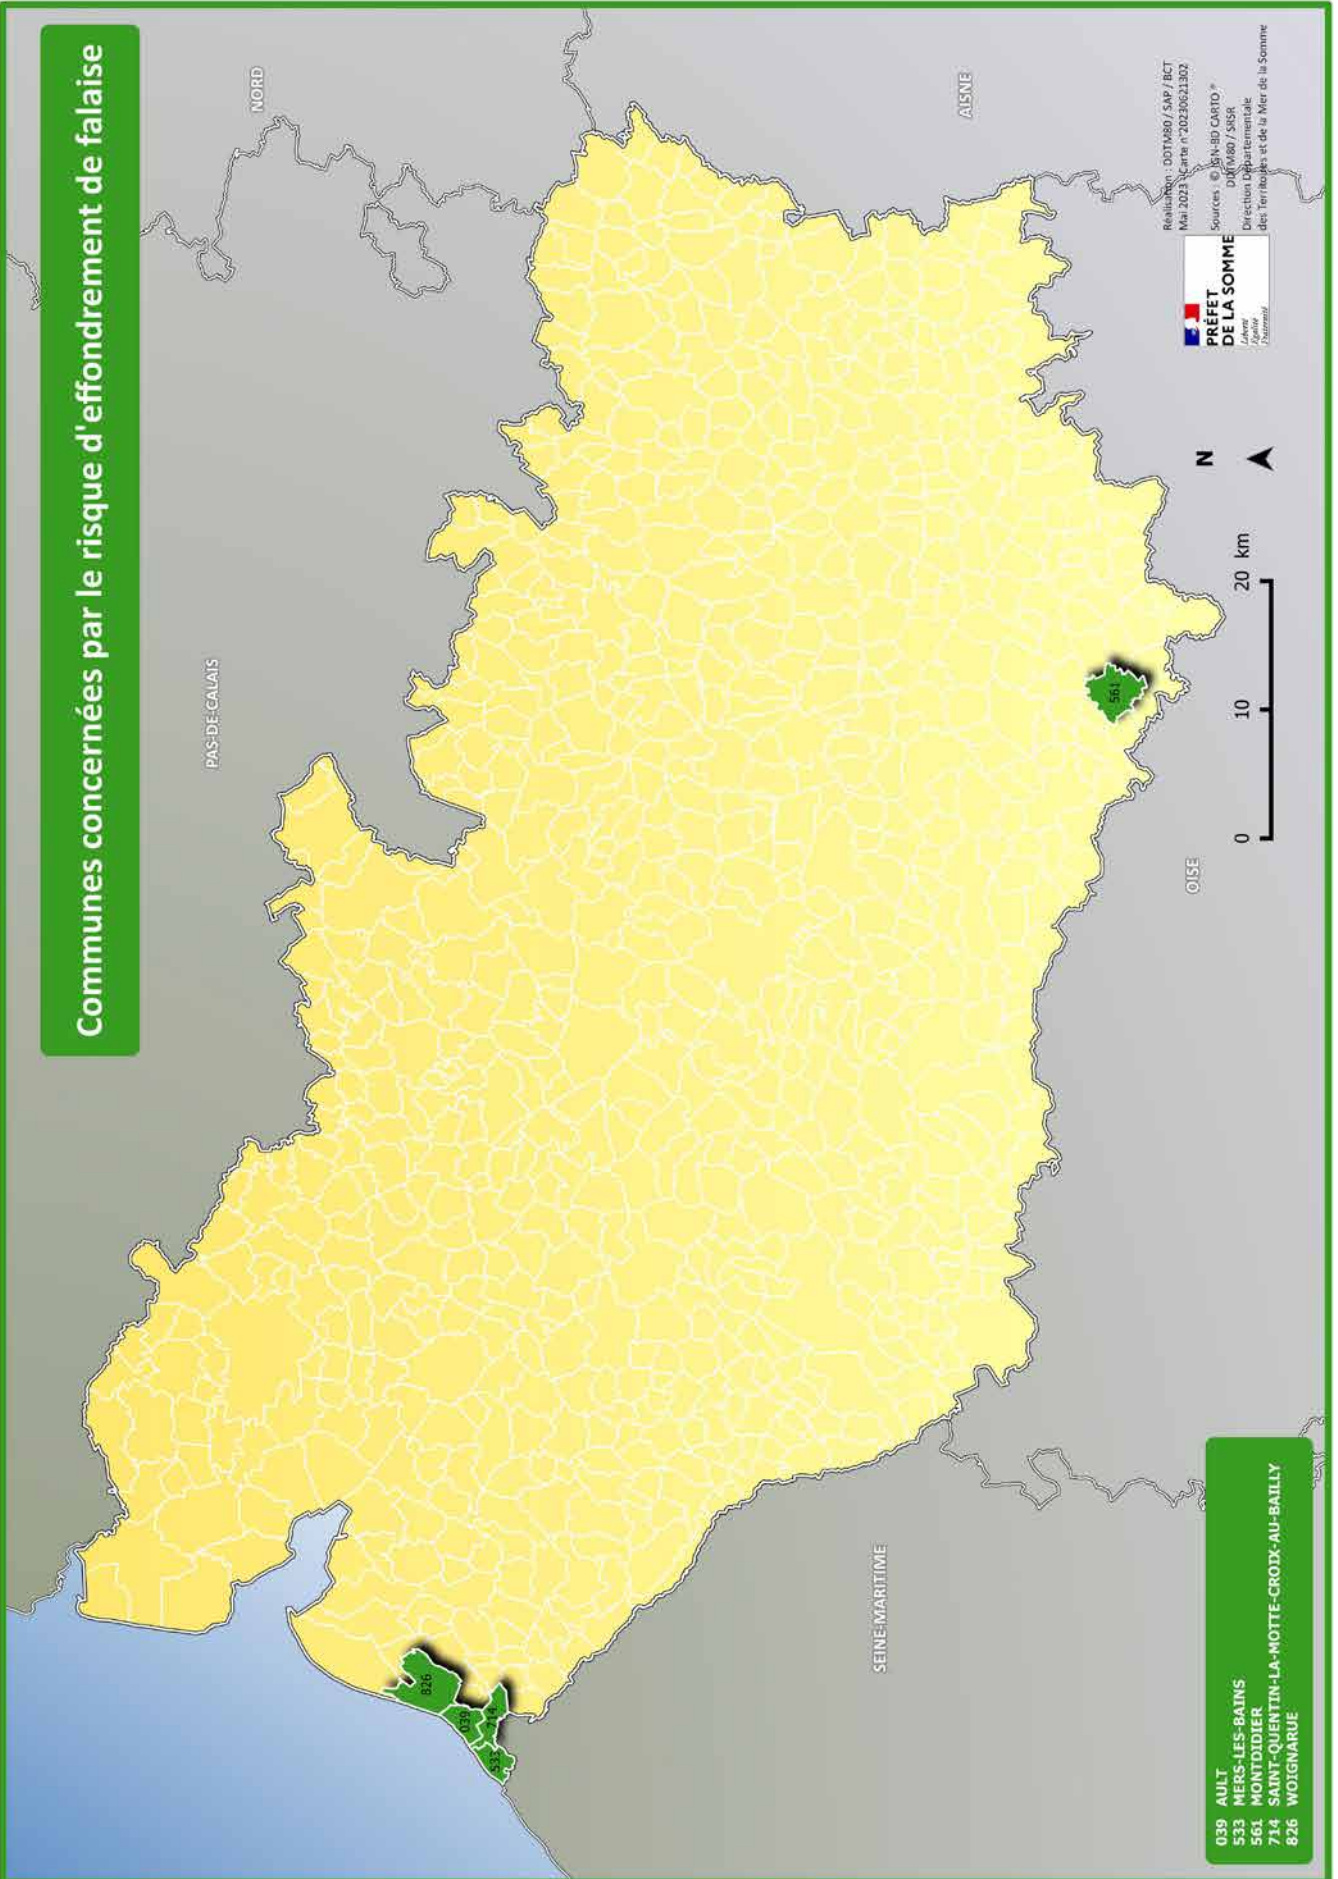 Communes concernées par le risque d'effondrement de falaise
NORD
PAS-DE-CALAIS
AISNE
826
039
714
533
561
SEINE-MARITIME
OISE
039 AULT
533 MERS-LES-BAINS
561 MONTDIDIER
714 SAINT-QUENTIN-LA-MOTTE-CROIX-AU-BAILLY
826 WOIGNARUE
0 10 20 km
N
PRÉFET
DE LA SOMME
Liberté
Égalité
Fraternité
Réalisation : DDTM80 / SAP / BCT
Mai 2023 -Carte n°20230621302
Sources : © IGN-BD CARTO ®
DDTM80 / SRSR
Direction Départementale
des Territoires et de la Mer de la Somme